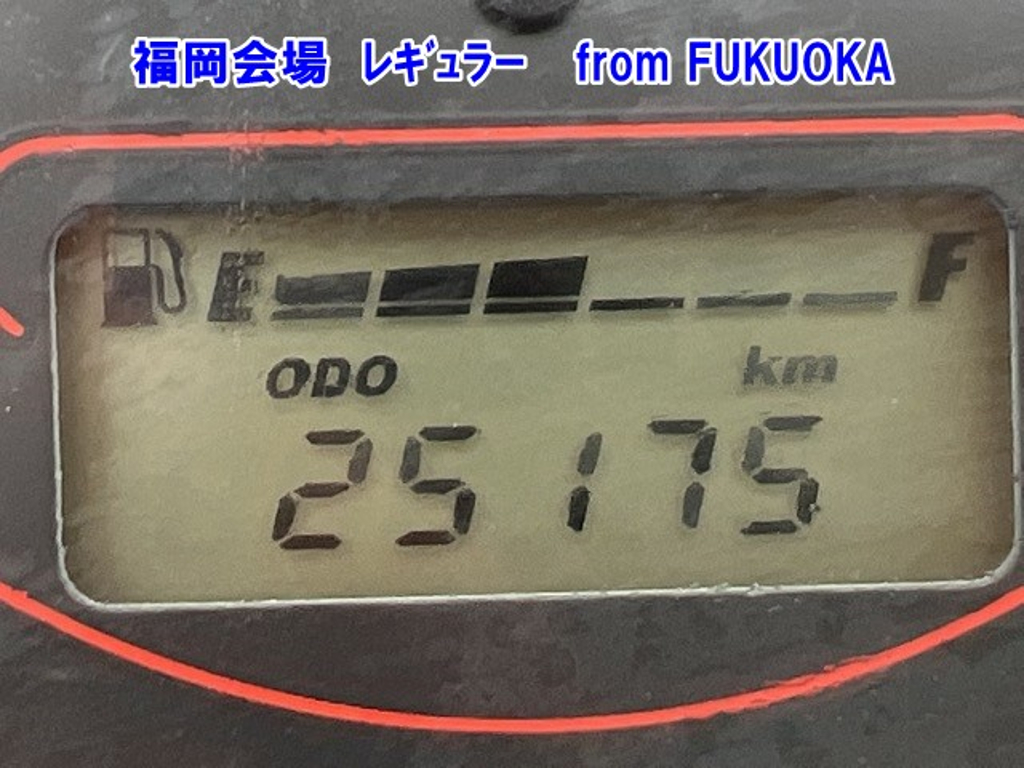 福岡会場 ﾚｷﾞｭﾗｰ from FUKUOKA
E F
ODO km
25175